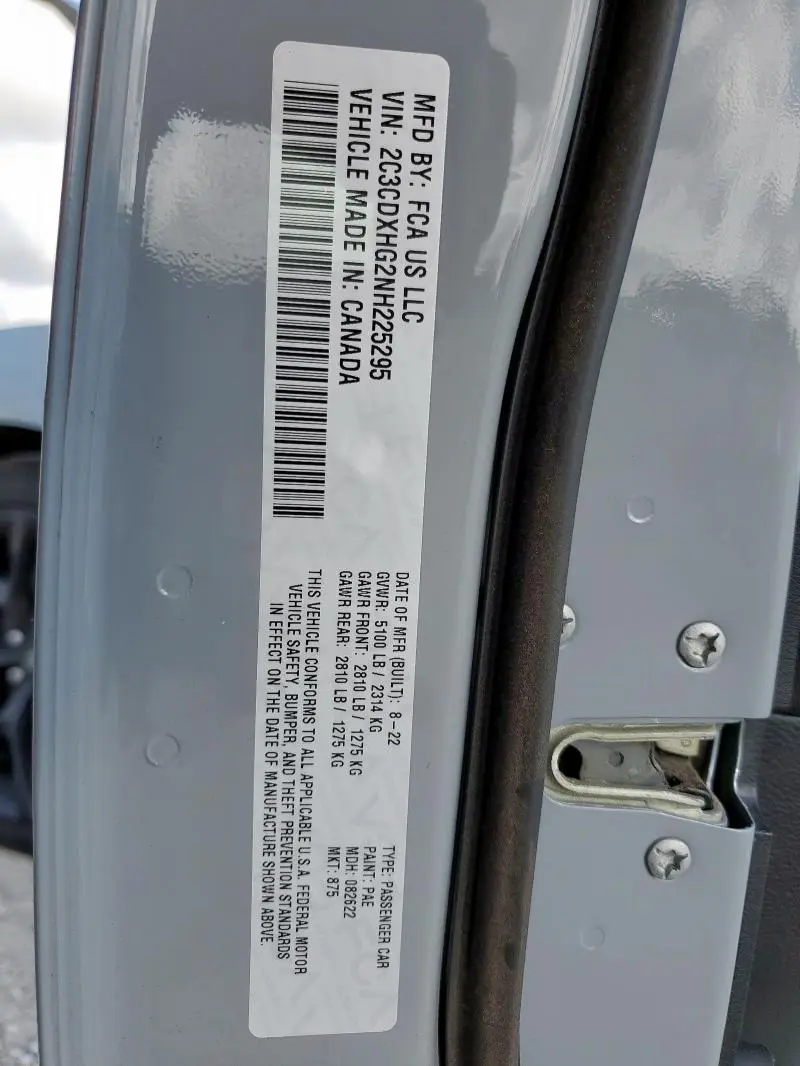 MFD BY: FCA US LLC
VIN: 2C3CDXHG2NH225295
VEHICLE MADE IN: CANADA
DATE OF MFR (BUILT): 8-22
GVWR: 5100 LB / 2314 KG
GAWR FRONT: 2810 LB / 1275 KG
GAWR REAR: 2810 LB / 1275 KG
TYPE: PASSENGER CAR
PAINT: PAE
MDH: 082622
MKT: 875
THIS VEHICLE CONFORMS TO ALL APPLICABLE U.S.A. FEDERAL MOTOR
VEHICLE SAFETY, BUMPER, AND THEFT PREVENTION STANDARDS
IN EFFECT ON THE DATE OF MANUFACTURE SHOWN ABOVE.